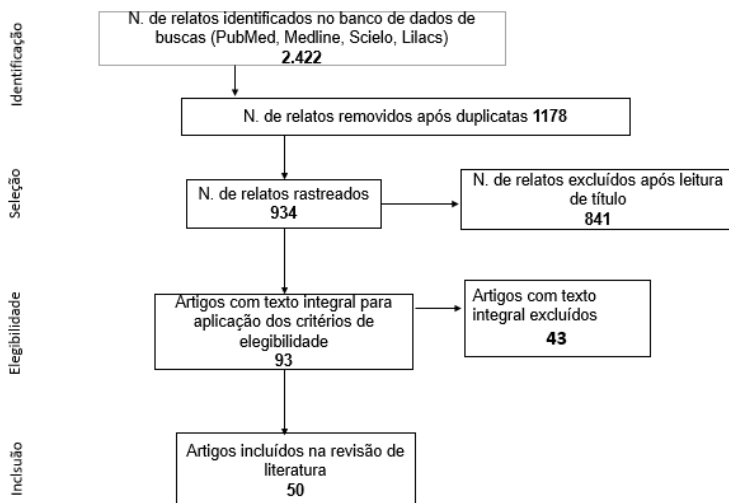 Identificação
N. de relatos identificados no banco de dados de
buscas (PubMed, Medline, Scielo, Lilacs)
2.422
N. de relatos removidos após duplicatas 1178
Seleção
N. de relatos rastreados
934
N. de relatos excluídos após leitura
de título
841
Elegibilidade
Artigos com texto integral para
aplicação dos critérios de
elegibilidade
93
Artigos com texto
integral excluídos
43
Inclsuão
Artigos incluídos na revisão de
literatura
50